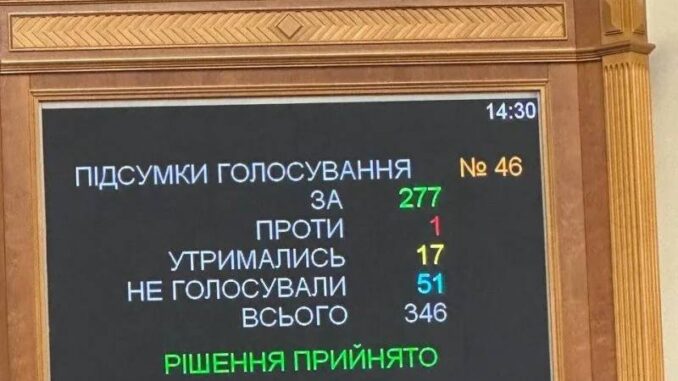 14:30
ПІДСУМКИ ГОЛОСУВАННЯ № 46
ЗА 277
ПРОТИ 1
УТРИМАЛИСЬ 17
НЕ ГОЛОСУВАЛИ 51
ВСЬОГО 346
РІШЕННЯ ПРИЙНЯТО